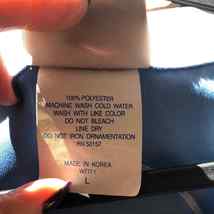 100% POLYESTER
MACHINE WASH COLD WATER
WASH WITH LIKE COLOR
DO NOT BLEACH
LINE DRY
DO NOT IRON ORNAMENTATION
RN 53157
MADE IN KOREA
L